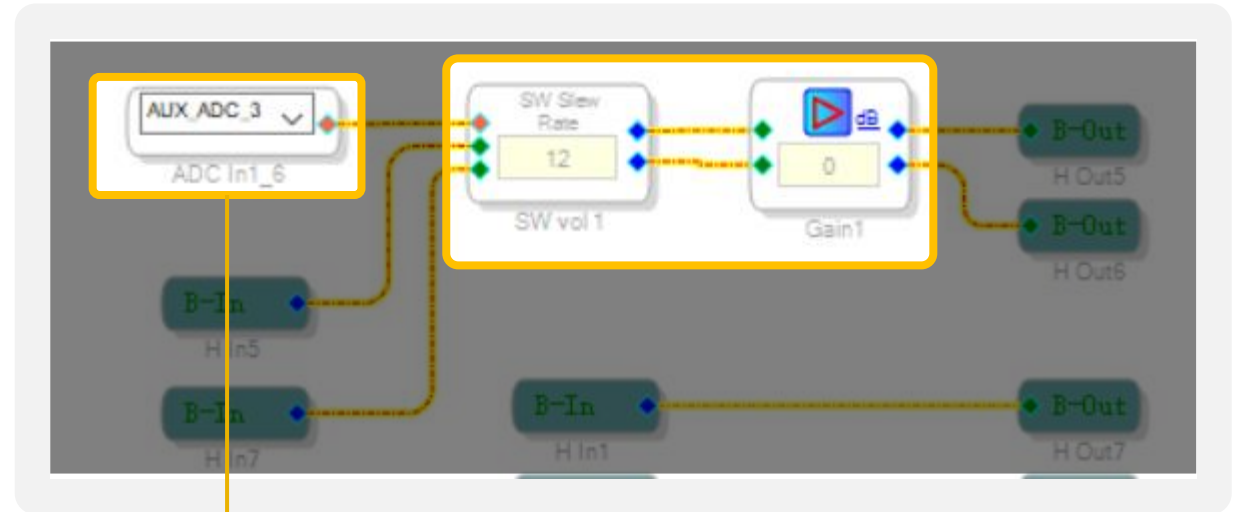 AUX_ADC_3
ADC In1_6
SW Slew
Rate
12
SW vol 1
dB
0
Gain1
B-Out
H Out5
B-Out
H Out6
B-In
H In5
B-In
H In7
B-In
H In1
B-Out
H Out7